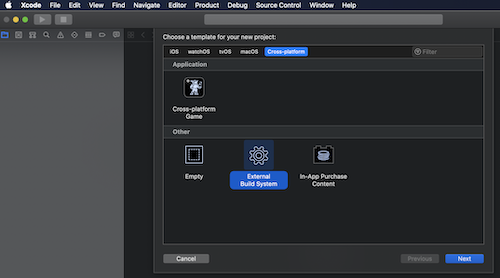 Xcode File Edit View Find Navigate Editor Product Debug Source Control Window Help
Choose a template for your new project:
iOS watchOS tvOS macOS Cross-platform Filter
Application
Cross-platform
Game
Other
Empty
External
Build System
In-App Purchase
Content
Cancel Previous Next